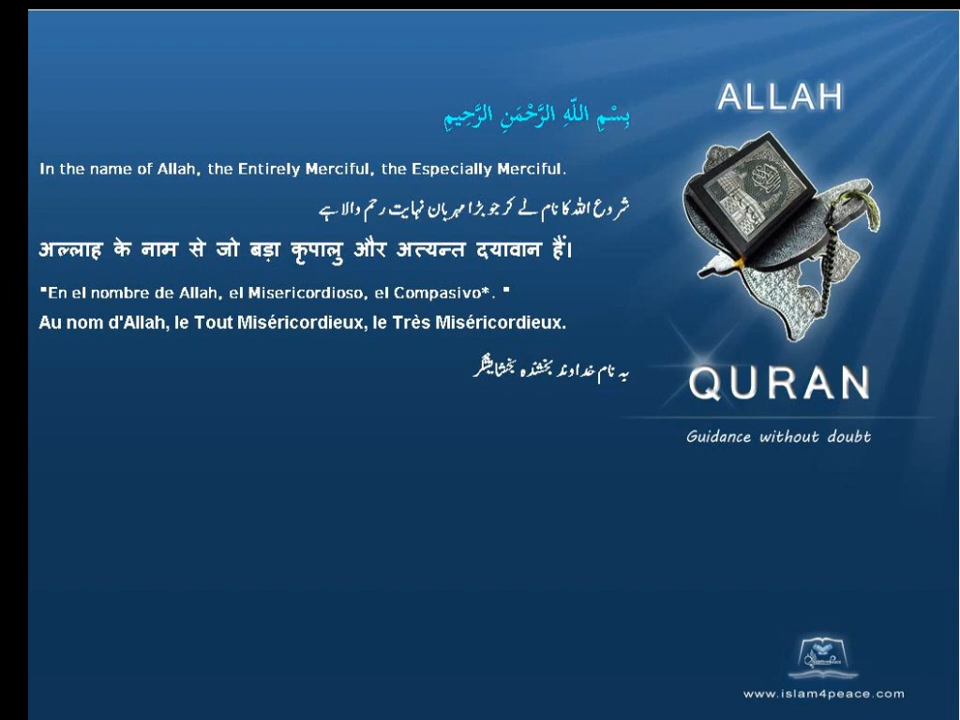 بِسْمِ اللّهِ الرَّحْمَنِ الرَّحِيمِ
In the name of Allah, the Entirely Merciful, the Especially Merciful.
شروع اللہ کا نام لے کر جو بڑا مہربان نہایت رحم والا ہے
अल्लाह के नाम से जो बड़ा कृपालु और अत्यन्त दयावान हैं।
"En el nombre de Allah, el Misericordioso, el Compasivo*. "
Au nom d'Allah, le Tout Miséricordieux, le Très Miséricordieux.
به نام خداوند بخشنده بخشایشگر
ALLAH
QURAN
Guidance without doubt
www.islam4peace.com